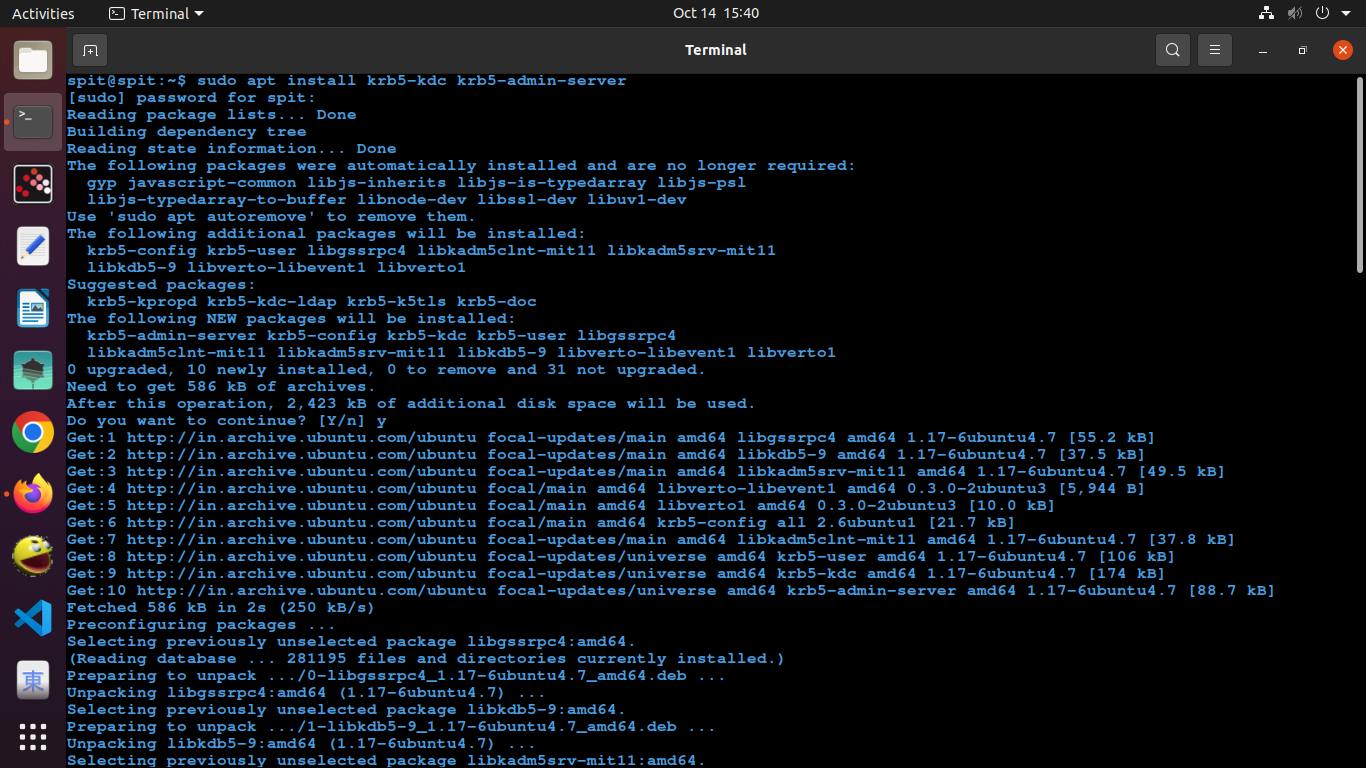 Activities
Terminal
Oct 14 15:40
Terminal
spit@spit:~$ sudo apt install krb5-kdc krb5-admin-server
[sudo] password for spit:
Reading package lists... Done
Building dependency tree
Reading state information... Done
The following packages were automatically installed and are no longer required:
  gyp javascript-common libjs-inherits libjs-is-typedarray libjs-psl
  libjs-typedarray-to-buffer libnode-dev libssl-dev libuv1-dev
Use 'sudo apt autoremove' to remove them.
The following additional packages will be installed:
  krb5-config krb5-user libgssrpc4 libkadm5clnt-mit11 libkadm5srv-mit11
  libkdb5-9 libverto-libevent1 libverto1
Suggested packages:
  krb5-kpropd krb5-kdc-ldap krb5-k5tls krb5-doc
The following NEW packages will be installed:
  krb5-admin-server krb5-config krb5-kdc krb5-user libgssrpc4
  libkadm5clnt-mit11 libkadm5srv-mit11 libkdb5-9 libverto-libevent1 libverto1
0 upgraded, 10 newly installed, 0 to remove and 31 not upgraded.
Need to get 586 kB of archives.
After this operation, 2,423 kB of additional disk space will be used.
Do you want to continue? [Y/n] y
Get:1 http://in.archive.ubuntu.com/ubuntu focal-updates/main amd64 libgssrpc4 amd64 1.17-6ubuntu4.7 [55.2 kB]
Get:2 http://in.archive.ubuntu.com/ubuntu focal-updates/main amd64 libkdb5-9 amd64 1.17-6ubuntu4.7 [37.5 kB]
Get:3 http://in.archive.ubuntu.com/ubuntu focal-updates/main amd64 libkadm5srv-mit11 amd64 1.17-6ubuntu4.7 [49.5 kB]
Get:4 http://in.archive.ubuntu.com/ubuntu focal/main amd64 libverto-libevent1 amd64 0.3.0-2ubuntu3 [5,944 B]
Get:5 http://in.archive.ubuntu.com/ubuntu focal/main amd64 libverto1 amd64 0.3.0-2ubuntu3 [10.0 kB]
Get:6 http://in.archive.ubuntu.com/ubuntu focal/main amd64 krb5-config all 2.6ubuntu1 [21.7 kB]
Get:7 http://in.archive.ubuntu.com/ubuntu focal-updates/main amd64 libkadm5clnt-mit11 amd64 1.17-6ubuntu4.7 [37.8 kB]
Get:8 http://in.archive.ubuntu.com/ubuntu focal-updates/universe amd64 krb5-user amd64 1.17-6ubuntu4.7 [106 kB]
Get:9 http://in.archive.ubuntu.com/ubuntu focal-updates/universe amd64 krb5-kdc amd64 1.17-6ubuntu4.7 [174 kB]
Get:10 http://in.archive.ubuntu.com/ubuntu focal-updates/universe amd64 krb5-admin-server amd64 1.17-6ubuntu4.7 [88.7 kB]
Fetched 586 kB in 2s (250 kB/s)
Preconfiguring packages ...
Selecting previously unselected package libgssrpc4:amd64.
(Reading database ... 281195 files and directories currently installed.)
Preparing to unpack .../0-libgssrpc4_1.17-6ubuntu4.7_amd64.deb ...
Unpacking libgssrpc4:amd64 (1.17-6ubuntu4.7) ...
Selecting previously unselected package libkdb5-9:amd64.
Preparing to unpack .../1-libkdb5-9_1.17-6ubuntu4.7_amd64.deb ...
Unpacking libkdb5-9:amd64 (1.17-6ubuntu4.7) ...
Selecting previously unselected package libkadm5srv-mit11:amd64.
>_
東